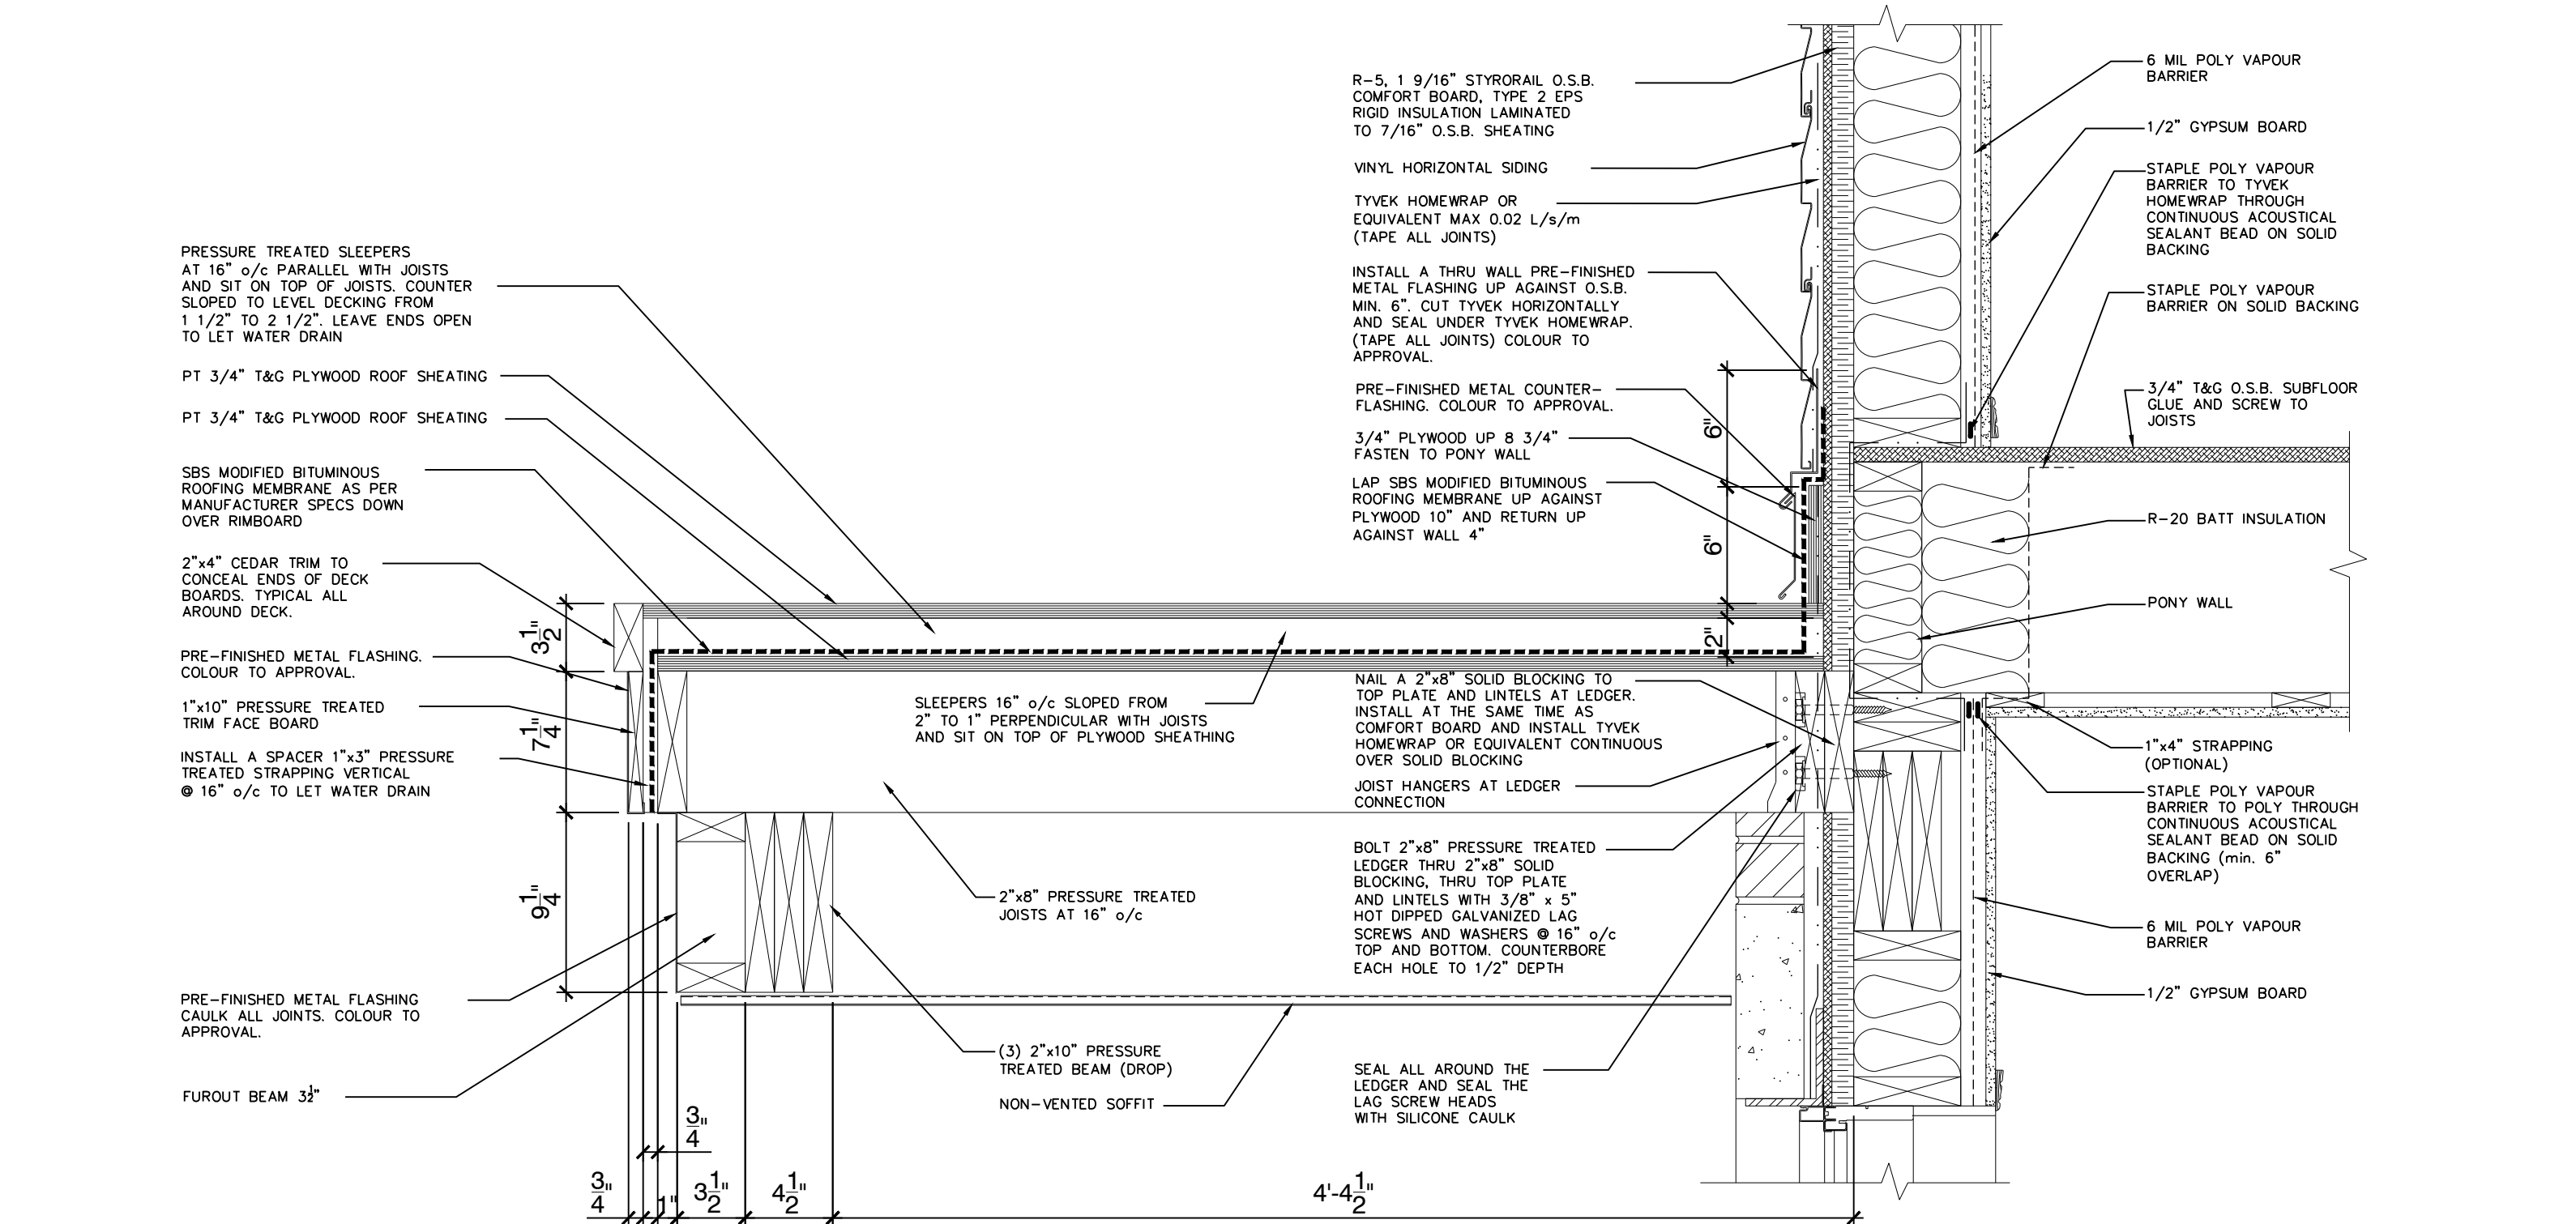 PRESSURE TREATED SLEEPERS
AT 16" o/c PARALLEL WITH JOISTS
AND SIT ON TOP OF JOISTS. COUNTER
SLOPED TO LEVEL DECKING FROM
1 1/2" TO 2 1/2". LEAVE ENDS OPEN
TO LET WATER DRAIN
PT 3/4" T&G PLYWOOD ROOF SHEATING
PT 3/4" T&G PLYWOOD ROOF SHEATING
SBS MODIFIED BITUMINOUS
ROOFING MEMBRANE AS PER
MANUFACTURER SPECS DOWN
OVER RIMBOARD
2"x4" CEDAR TRIM TO
CONCEAL ENDS OF DECK
BOARDS. TYPICAL ALL
AROUND DECK.
PRE-FINISHED METAL FLASHING.
COLOUR TO APPROVAL.
1"x10" PRESSURE TREATED
TRIM FACE BOARD
INSTALL A SPACER 1"x3" PRESSURE
TREATED STRAPPING VERTICAL
@ 16" o/c TO LET WATER DRAIN
PRE-FINISHED METAL FLASHING
CAULK ALL JOINTS. COLOUR TO
APPROVAL.
FUROUT BEAM 3 1/2"
3 1/2"
7 1/4"
9 1/4"
3/4"
3/4"
1"
3 1/2"
4 1/2"
4'-4 1/2"
SLEEPERS 16" o/c SLOPED FROM
2" TO 1" PERPENDICULAR WITH JOISTS
AND SIT ON TOP OF PLYWOOD SHEATHING
2"x8" PRESSURE TREATED
JOISTS AT 16" o/c
(3) 2"x10" PRESSURE
TREATED BEAM (DROP)
NON-VENTED SOFFIT
R-5, 1 9/16" STYRORAIL O.S.B.
COMFORT BOARD, TYPE 2 EPS
RIGID INSULATION LAMINATED
TO 7/16" O.S.B. SHEATING
VINYL HORIZONTAL SIDING
TYVEK HOMEWRAP OR
EQUIVALENT MAX 0.02 L/s/m
(TAPE ALL JOINTS)
INSTALL A THRU WALL PRE-FINISHED
METAL FLASHING UP AGAINST O.S.B.
MIN. 6". CUT TYVEK HORIZONTALLY
AND SEAL UNDER TYVEK HOMEWRAP.
(TAPE ALL JOINTS) COLOUR TO
APPROVAL.
PRE-FINISHED METAL COUNTER-
FLASHING. COLOUR TO APPROVAL.
3/4" PLYWOOD UP 8 3/4"
FASTEN TO PONY WALL
LAP SBS MODIFIED BITUMINOUS
ROOFING MEMBRANE UP AGAINST
PLYWOOD 10" AND RETURN UP
AGAINST WALL 4"
6"
6"
2"
NAIL A 2"x8" SOLID BLOCKING TO
TOP PLATE AND LINTELS AT LEDGER.
INSTALL AT THE SAME TIME AS
COMFORT BOARD AND INSTALL TYVEK
HOMEWRAP OR EQUIVALENT CONTINUOUS
OVER SOLID BLOCKING
JOIST HANGERS AT LEDGER
CONNECTION
BOLT 2"x8" PRESSURE TREATED
LEDGER THRU 2"x8" SOLID
BLOCKING, THRU TOP PLATE
AND LINTELS WITH 3/8" x 5"
HOT DIPPED GALVANIZED LAG
SCREWS AND WASHERS @ 16" o/c
TOP AND BOTTOM. COUNTERBORE
EACH HOLE TO 1/2" DEPTH
SEAL ALL AROUND THE
LEDGER AND SEAL THE
LAG SCREW HEADS
WITH SILICONE CAULK
6 MIL POLY VAPOUR
BARRIER
1/2" GYPSUM BOARD
STAPLE POLY VAPOUR
BARRIER TO TYVEK
HOMEWRAP THROUGH
CONTINUOUS ACOUSTICAL
SEALANT BEAD ON SOLID
BACKING
STAPLE POLY VAPOUR
BARRIER ON SOLID BACKING
3/4" T&G O.S.B. SUBFLOOR
GLUE AND SCREW TO
JOISTS
R-20 BATT INSULATION
PONY WALL
1"x4" STRAPPING
(OPTIONAL)
STAPLE POLY VAPOUR
BARRIER TO POLY THROUGH
CONTINUOUS ACOUSTICAL
SEALANT BEAD ON SOLID
BACKING (min. 6"
OVERLAP)
6 MIL POLY VAPOUR
BARRIER
1/2" GYPSUM BOARD